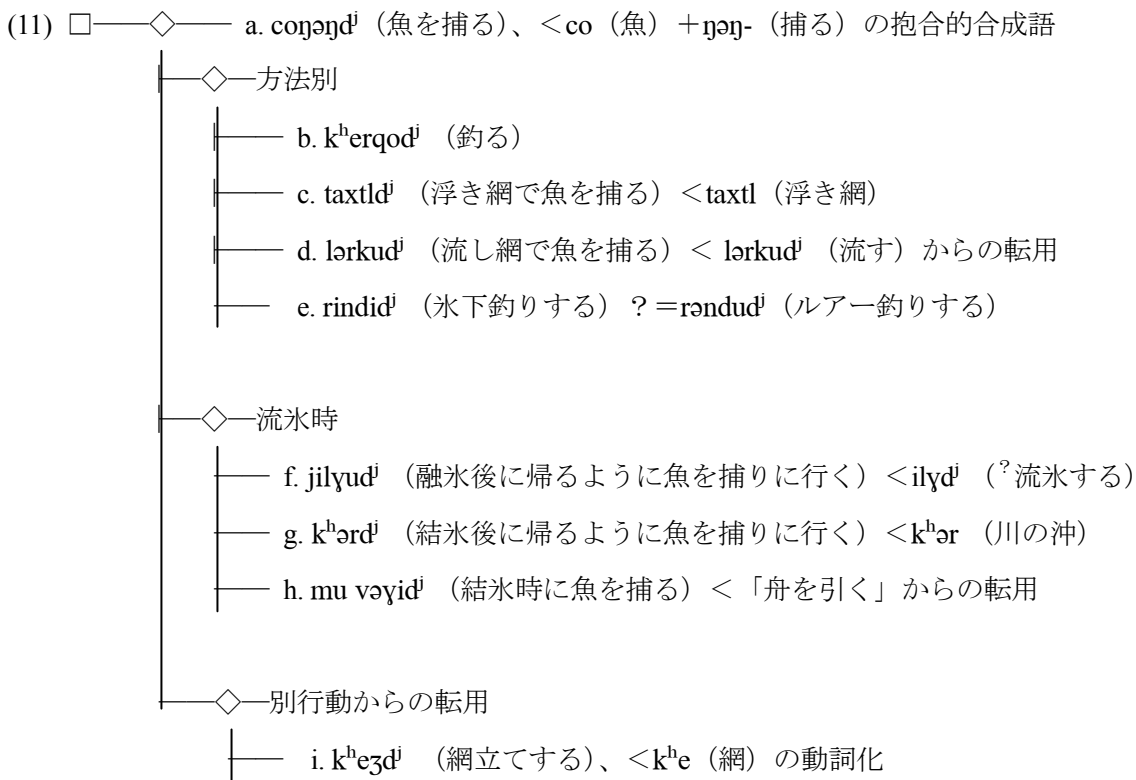 (11) □——◇—— a. coŋəŋdʲ（魚を捕る）、＜co（魚）＋ŋəŋ-（捕る）の抱合的合成語
◇—方法別
b. kʰerqodʲ （釣る）
c. taxtldʲ （浮き網で魚を捕る）＜taxtl（浮き網）
d. lərkudʲ （流し網で魚を捕る）＜ lərkudʲ （流す）からの転用
e. rindidʲ （氷下釣りする）？＝rəndudʲ（ルアー釣りする）
◇—流氷時
f. jilɣudʲ （融氷後に帰るように魚を捕りに行く）＜ilɣdʲ （?流氷する）
g. kʰərdʲ （結氷後に帰るように魚を捕りに行く）＜kʰər （川の沖）
h. mu vəɣidʲ （結氷時に魚を捕る）＜「舟を引く」からの転用
◇—別行動からの転用
i. kʰeʒdʲ （網立てする）、＜kʰe（網）の動詞化